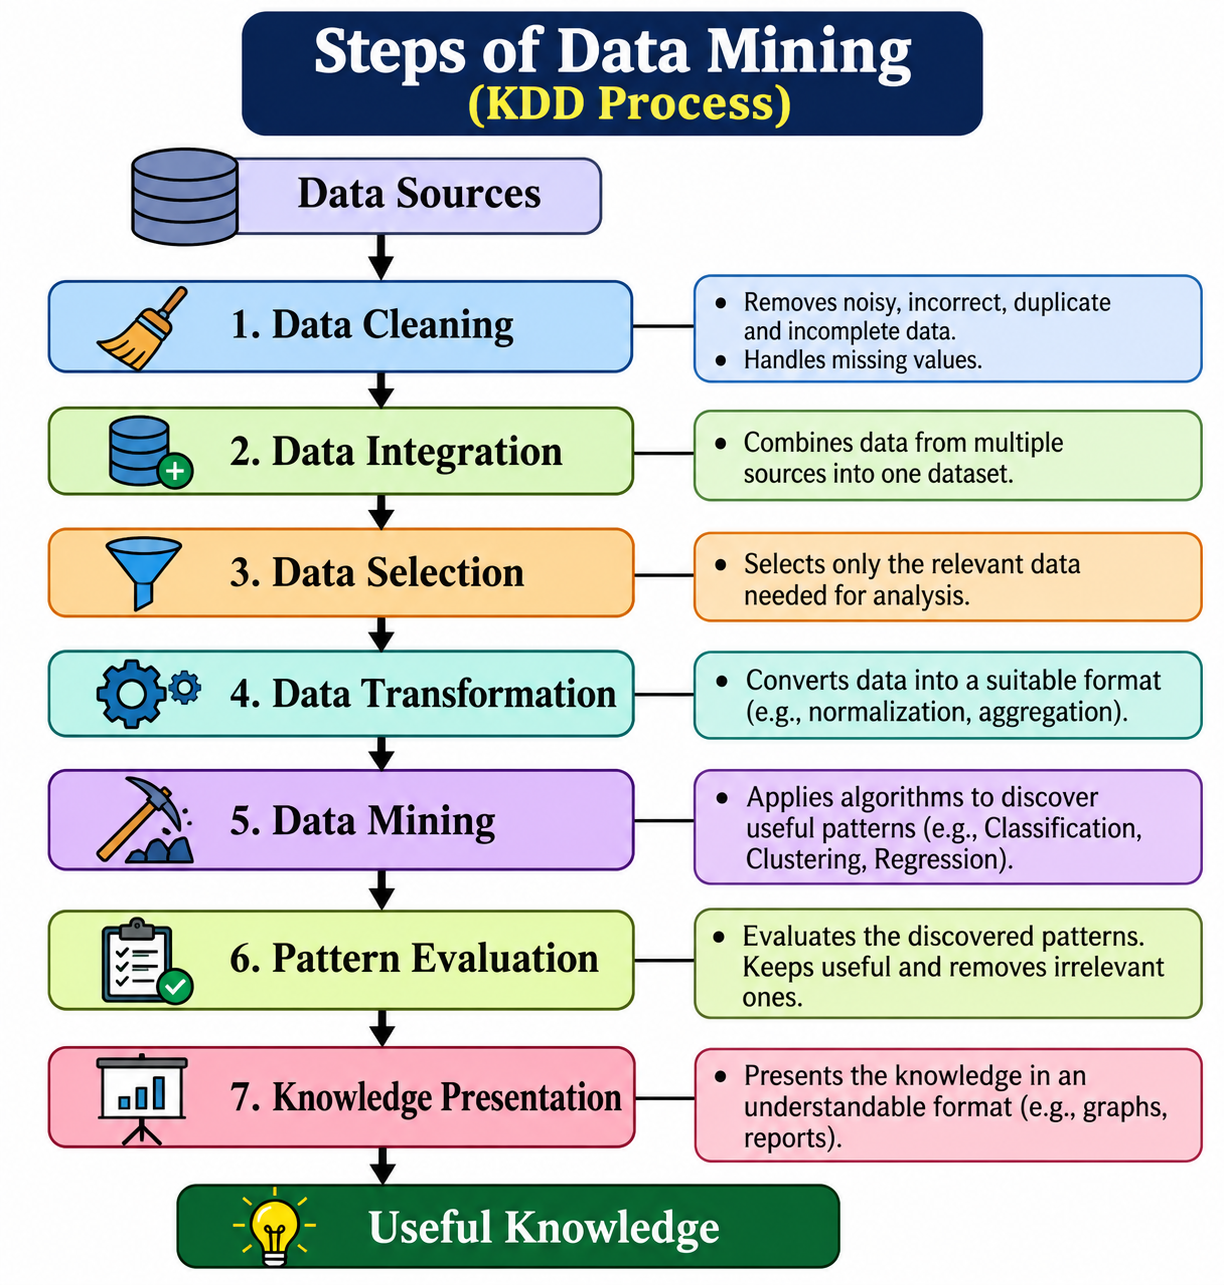 Steps of Data Mining
(KDD Process)
Data Sources
1. Data Cleaning
• Removes noisy, incorrect, duplicate
and incomplete data.
• Handles missing values.
2. Data Integration
• Combines data from multiple
sources into one dataset.
3. Data Selection
• Selects only the relevant data
needed for analysis.
4. Data Transformation
• Converts data into a suitable format
(e.g., normalization, aggregation).
5. Data Mining
• Applies algorithms to discover
useful patterns (e.g., Classification,
Clustering, Regression).
6. Pattern Evaluation
• Evaluates the discovered patterns.
Keeps useful and removes irrelevant
ones.
7. Knowledge Presentation
• Presents the knowledge in an
understandable format (e.g., graphs,
reports).
Useful Knowledge